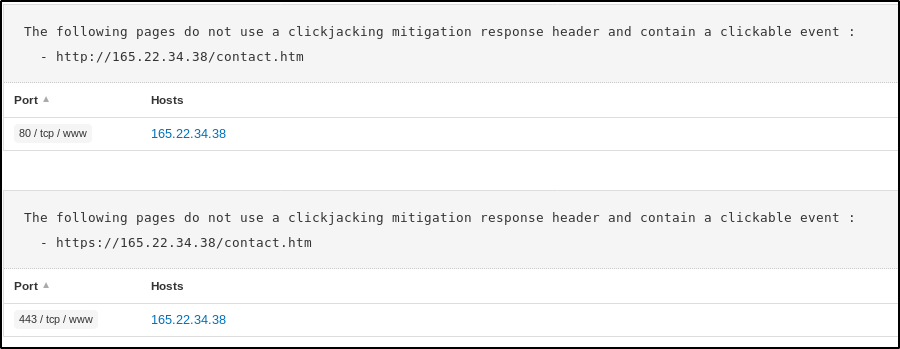 The following pages do not use a clickjacking mitigation response header and contain a clickable event :
- http://165.22.34.38/contact.htm
Port ▲ Hosts
80 / tcp / www 165.22.34.38
The following pages do not use a clickjacking mitigation response header and contain a clickable event :
- https://165.22.34.38/contact.htm
Port ▲ Hosts
443 / tcp / www 165.22.34.38